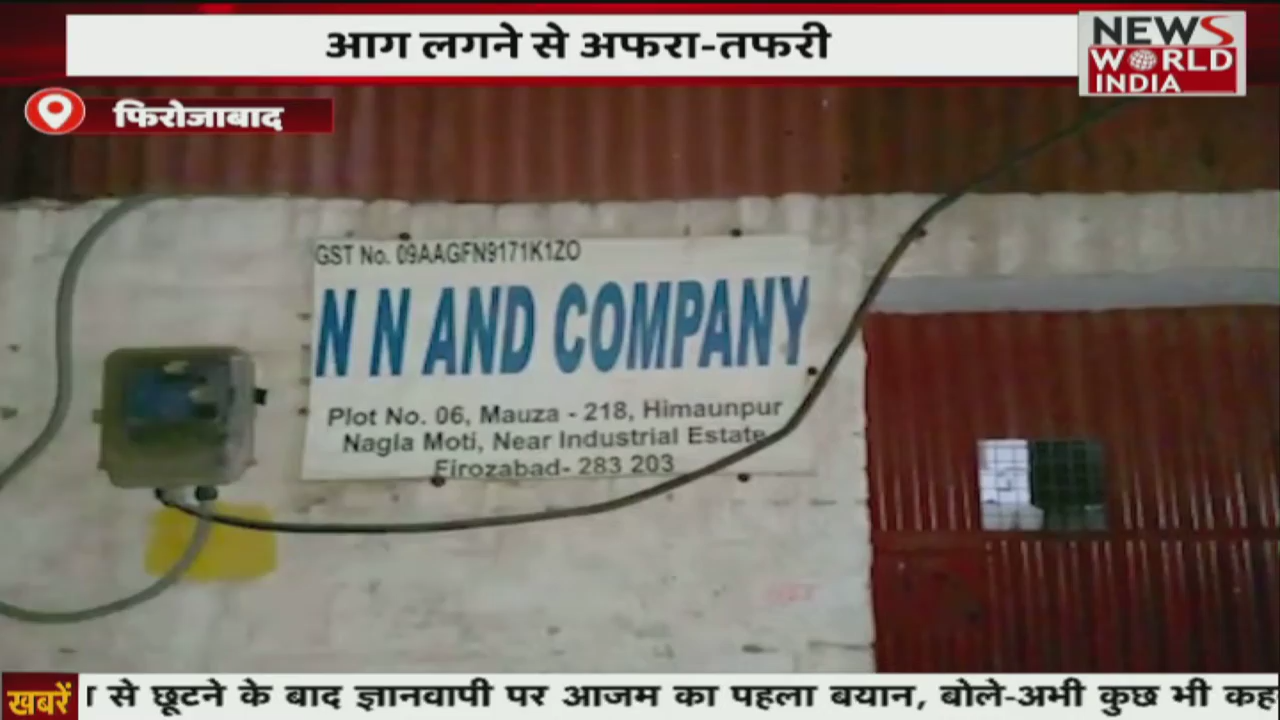 आग लगने से अफरा-तफरी
NEWS
WORLD
INDIA
फिरोजाबाद
GST No. 09AAGFN9171K1ZO
N N AND COMPANY
Plot No. 06, Mauza - 218, Himaunpur
Nagla Moti, Near Industrial Estate
Firozabad- 283 203
खबरें
से छूटने के बाद ज्ञानवापी पर आजम का पहला बयान, बोले-अभी कुछ भी कह